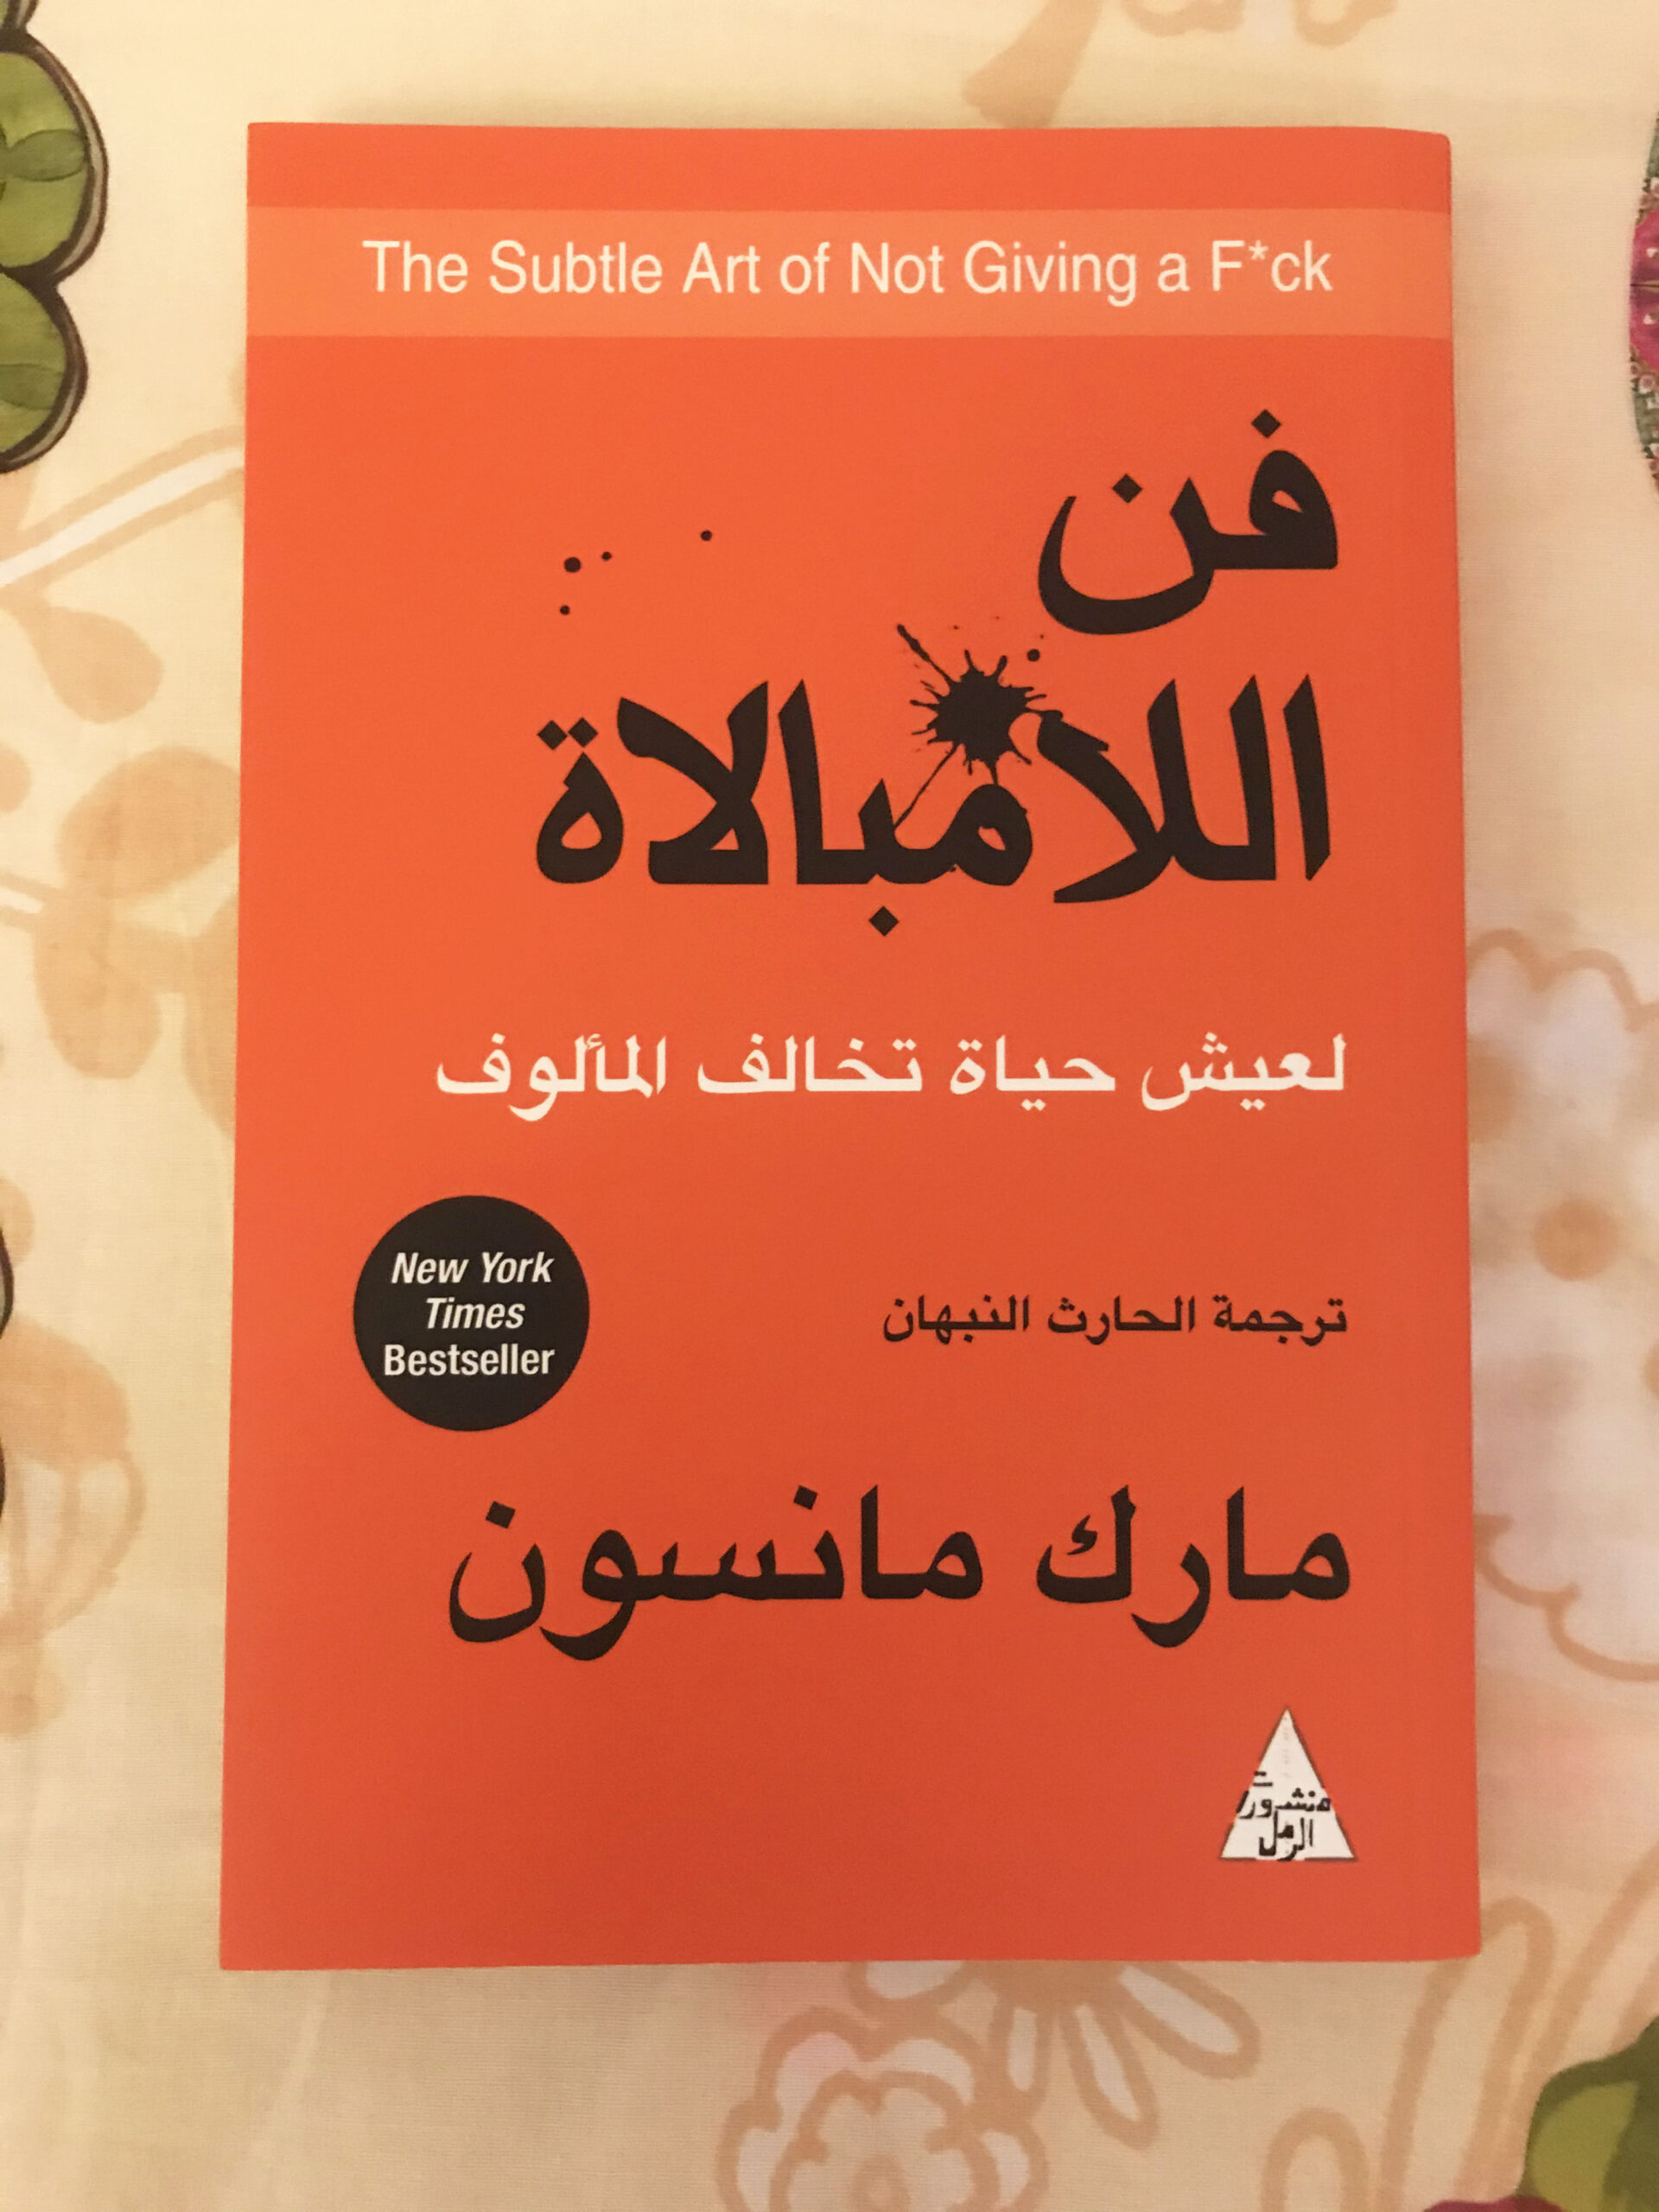 The Subtle Art of Not Giving a F*ck
فن
اللامبالاة
لعيش حياة تخالف المألوف
ترجمة الحارث النبهان
New York
Times
Bestseller
مارك مانسون
منشورات
الرمل